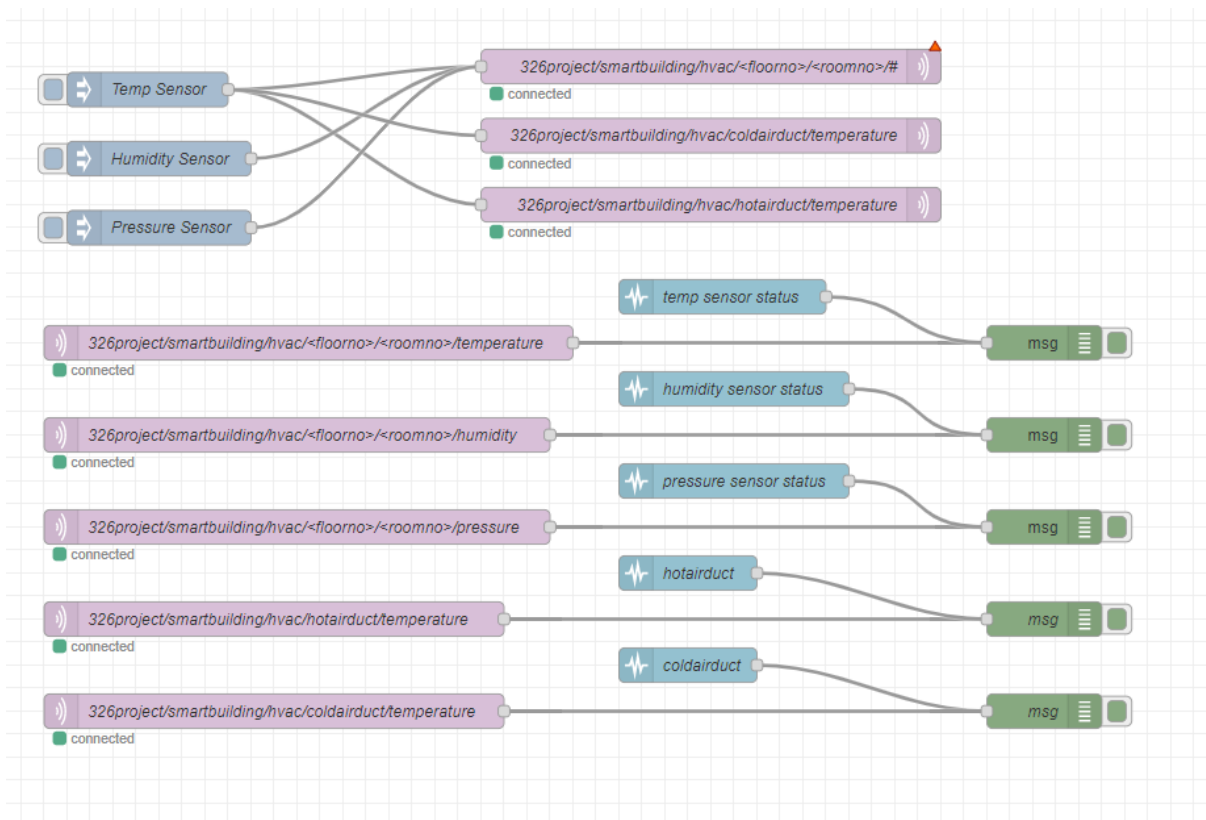 326project/smartbuilding/hvac/<floorno>/<roomno>/#
Temp Sensor
connected
326project/smartbuilding/hvac/coldairduct/temperature
Humidity Sensor
connected
326project/smartbuilding/hvac/hotairduct/temperature
Pressure Sensor
connected
temp sensor status
326project/smartbuilding/hvac/<floorno>/<roomno>/temperature
msg
connected
humidity sensor status
326project/smartbuilding/hvac/<floorno>/<roomno>/humidity
msg
connected
pressure sensor status
326project/smartbuilding/hvac/<floorno>/<roomno>/pressure
msg
connected
hotairduct
326project/smartbuilding/hvac/hotairduct/temperature
msg
connected
coldairduct
326project/smartbuilding/hvac/coldairduct/temperature
msg
connected